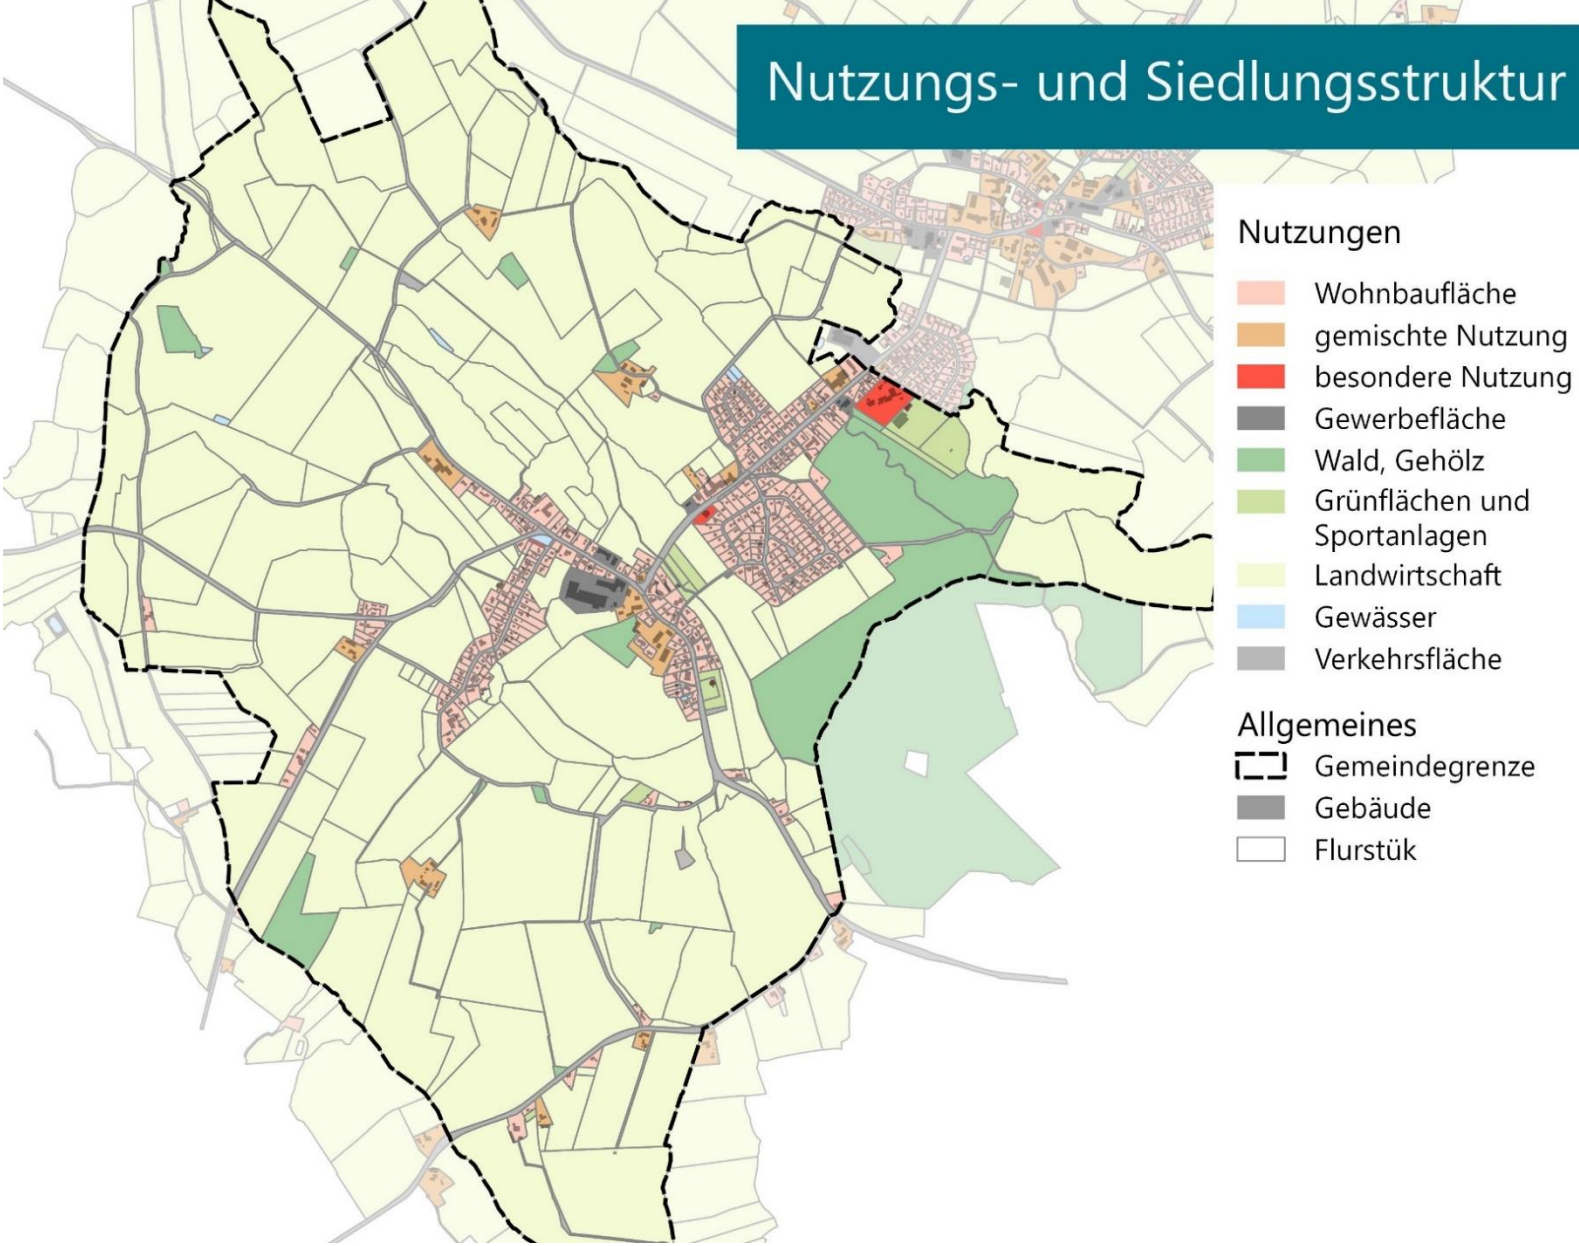 Nutzungs- und Siedlungsstruktur
Nutzungen
Wohnbaufläche
gemischte Nutzung
besondere Nutzung
Gewerbefläche
Wald, Gehölz
Grünflächen und
Sportanlagen
Landwirtschaft
Gewässer
Verkehrsfläche
Allgemeines
Gemeindegrenze
Gebäude
Flurstük